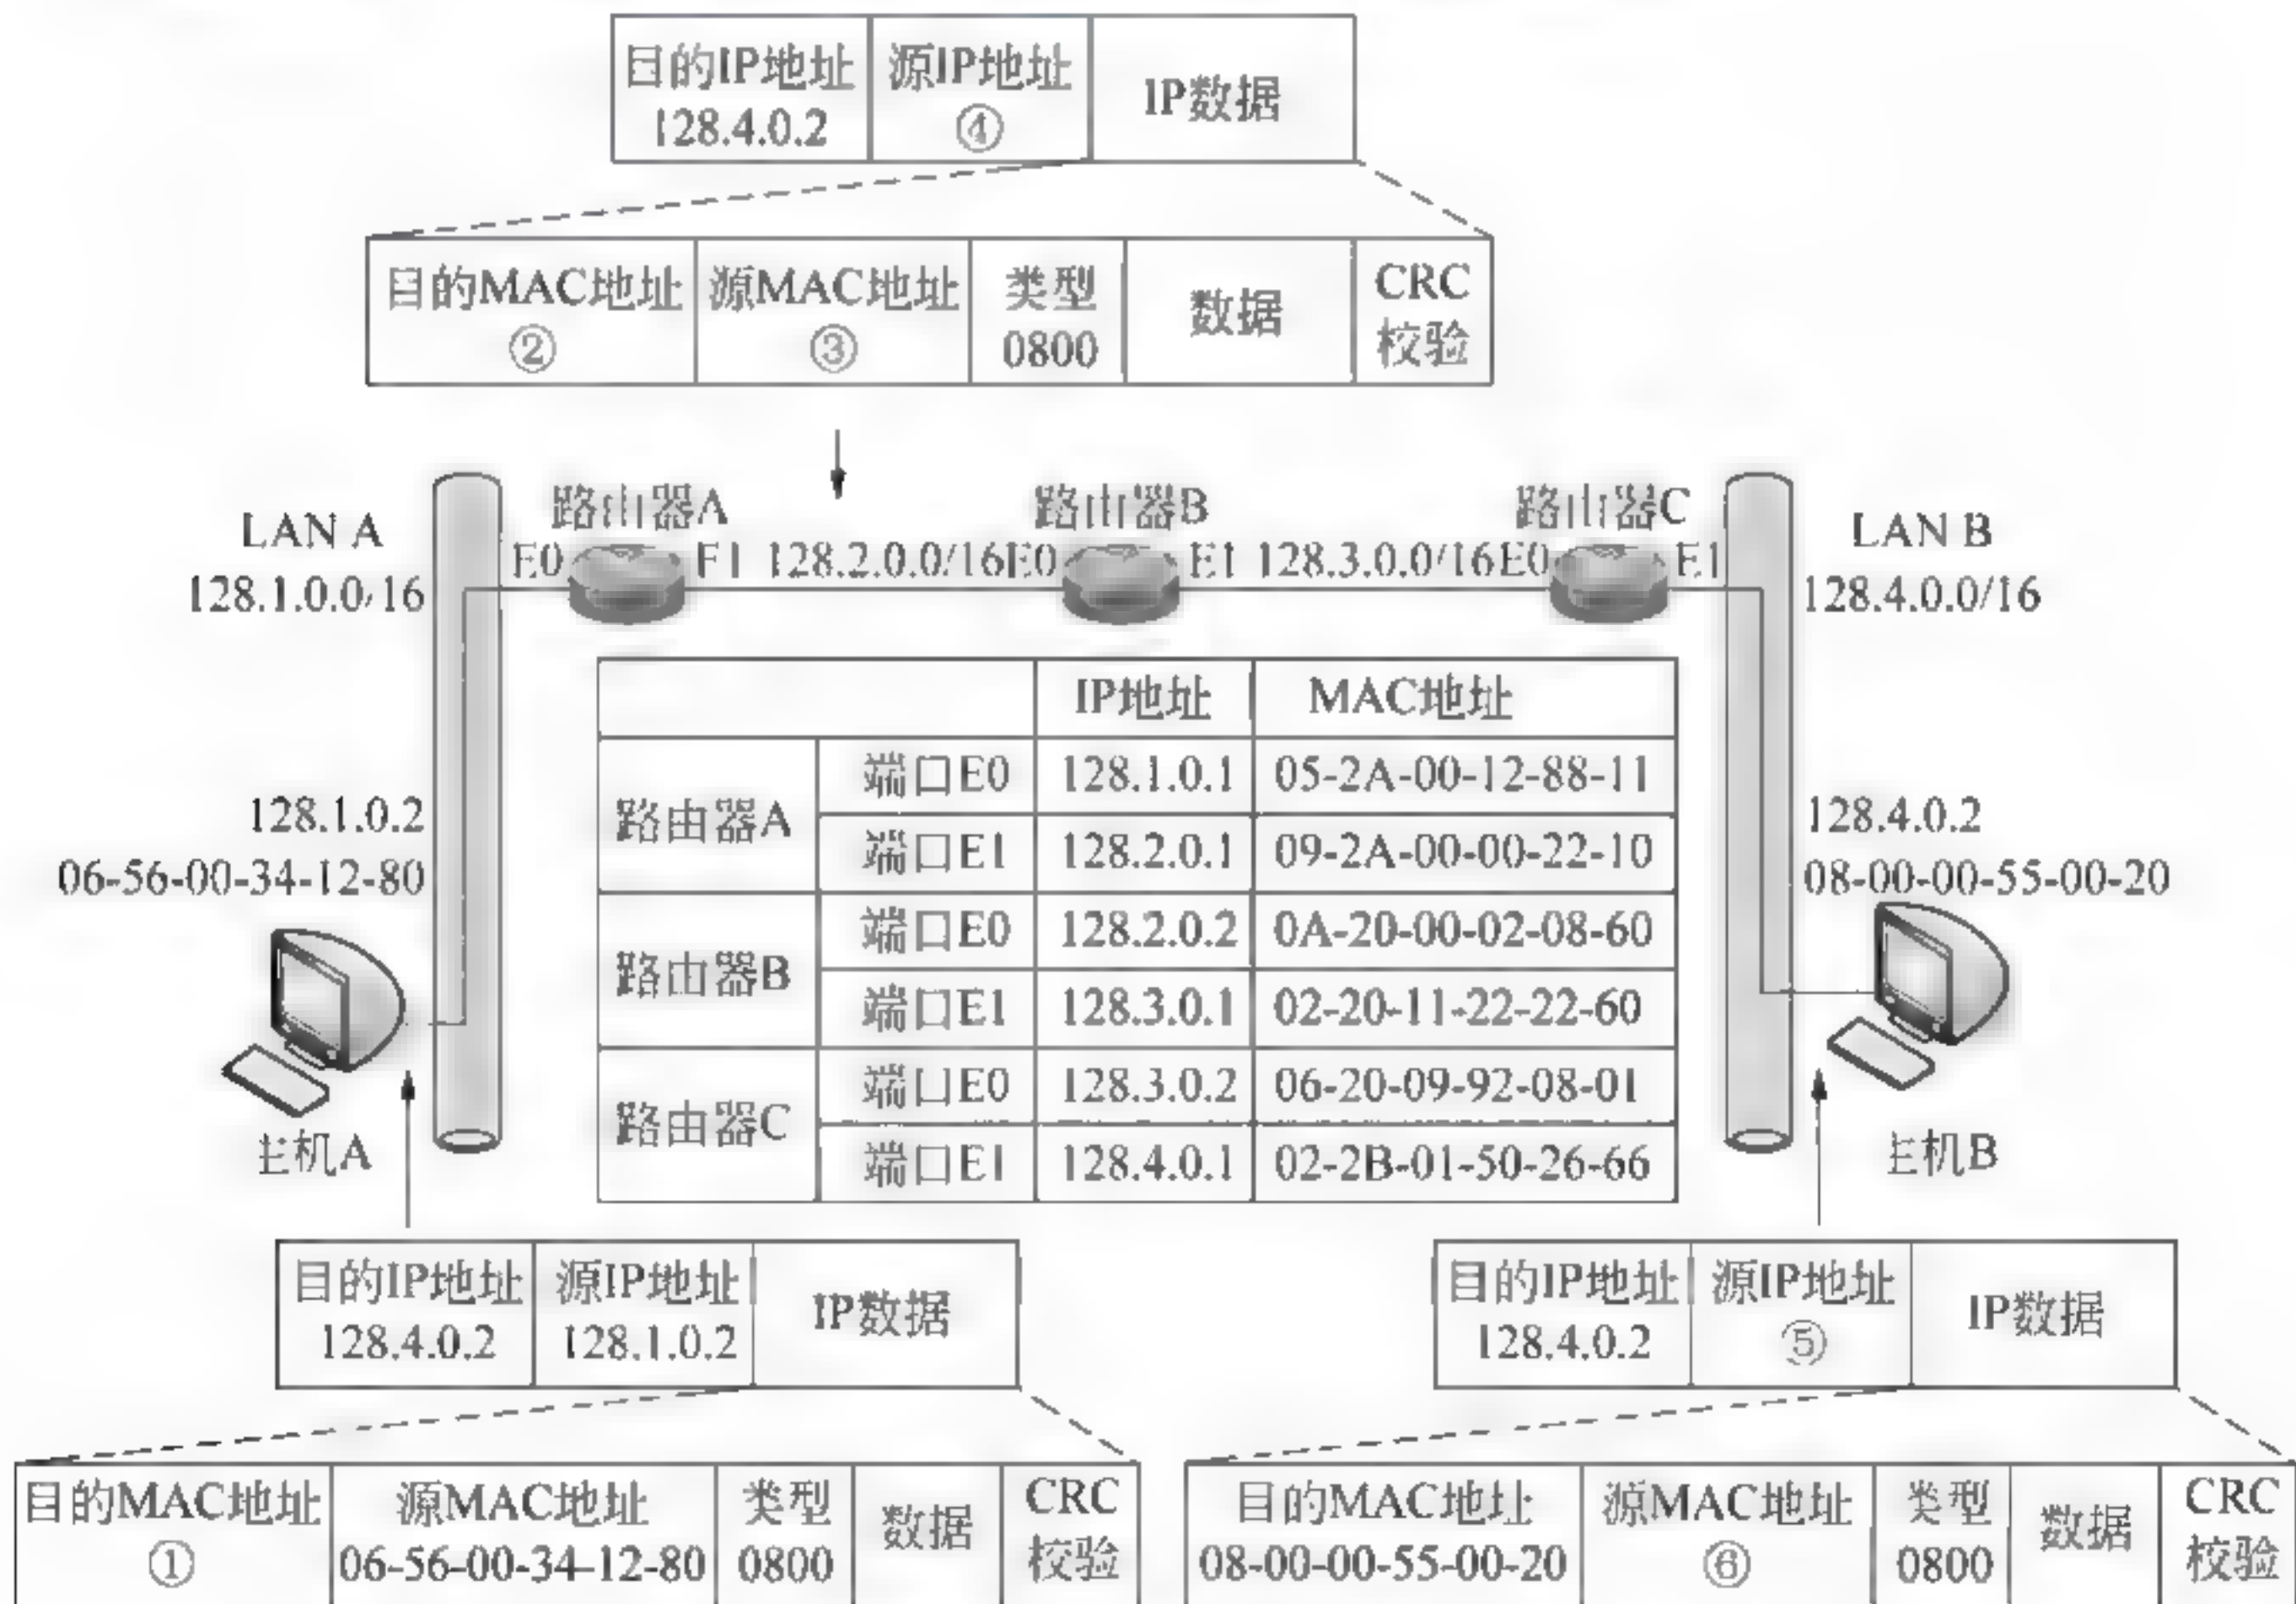 目的IP地址 源IP地址 IP数据
128.4.0.2 ④
目的MAC地址 源MAC地址 类型 数据 CRC
② ③ 0800 校验
路由器A 路由器B 路由器C
LAN A LAN B
E0 E1 128.2.0.0/16 E0 E1 128.3.0.0/16 E0 E1
128.1.0.0/16 128.4.0.0/16
IP地址 MAC地址
路由器A 端口E0 128.1.0.1 05-2A-00-12-88-11
端口E1 128.2.0.1 09-2A-00-00-22-10
路由器B 端口E0 128.2.0.2 0A-20-00-02-08-60
端口E1 128.3.0.1 02-20-11-22-22-60
路由器C 端口E0 128.3.0.2 06-20-09-92-08-01
端口E1 128.4.0.1 02-2B-01-50-26-66
128.1.0.2
06-56-00-34-12-80
128.4.0.2
08-00-00-55-00-20
主机A
主机B
目的IP地址 源IP地址 IP数据
128.4.0.2 128.1.0.2
目的MAC地址 源MAC地址 类型 数据 CRC
① 06-56-00-34-12-80 0800 校验
目的IP地址 源IP地址 IP数据
128.4.0.2 ⑤
目的MAC地址 源MAC地址 类型 数据 CRC
08-00-00-55-00-20 ⑥ 0800 校验